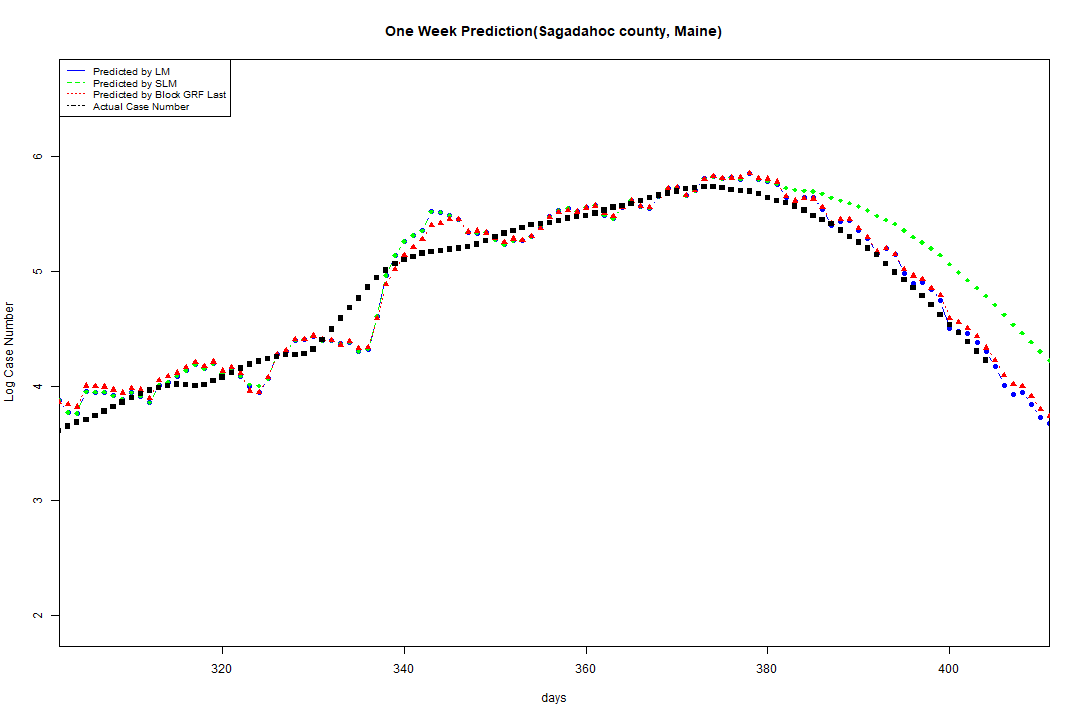 One Week Prediction(Sagadahoc county, Maine)
Predicted by LM
Predicted by SLM
Predicted by Block GRF Last
Actual Case Number
6
5
4
3
2
Log Case Number
320 340 360 380 400
days